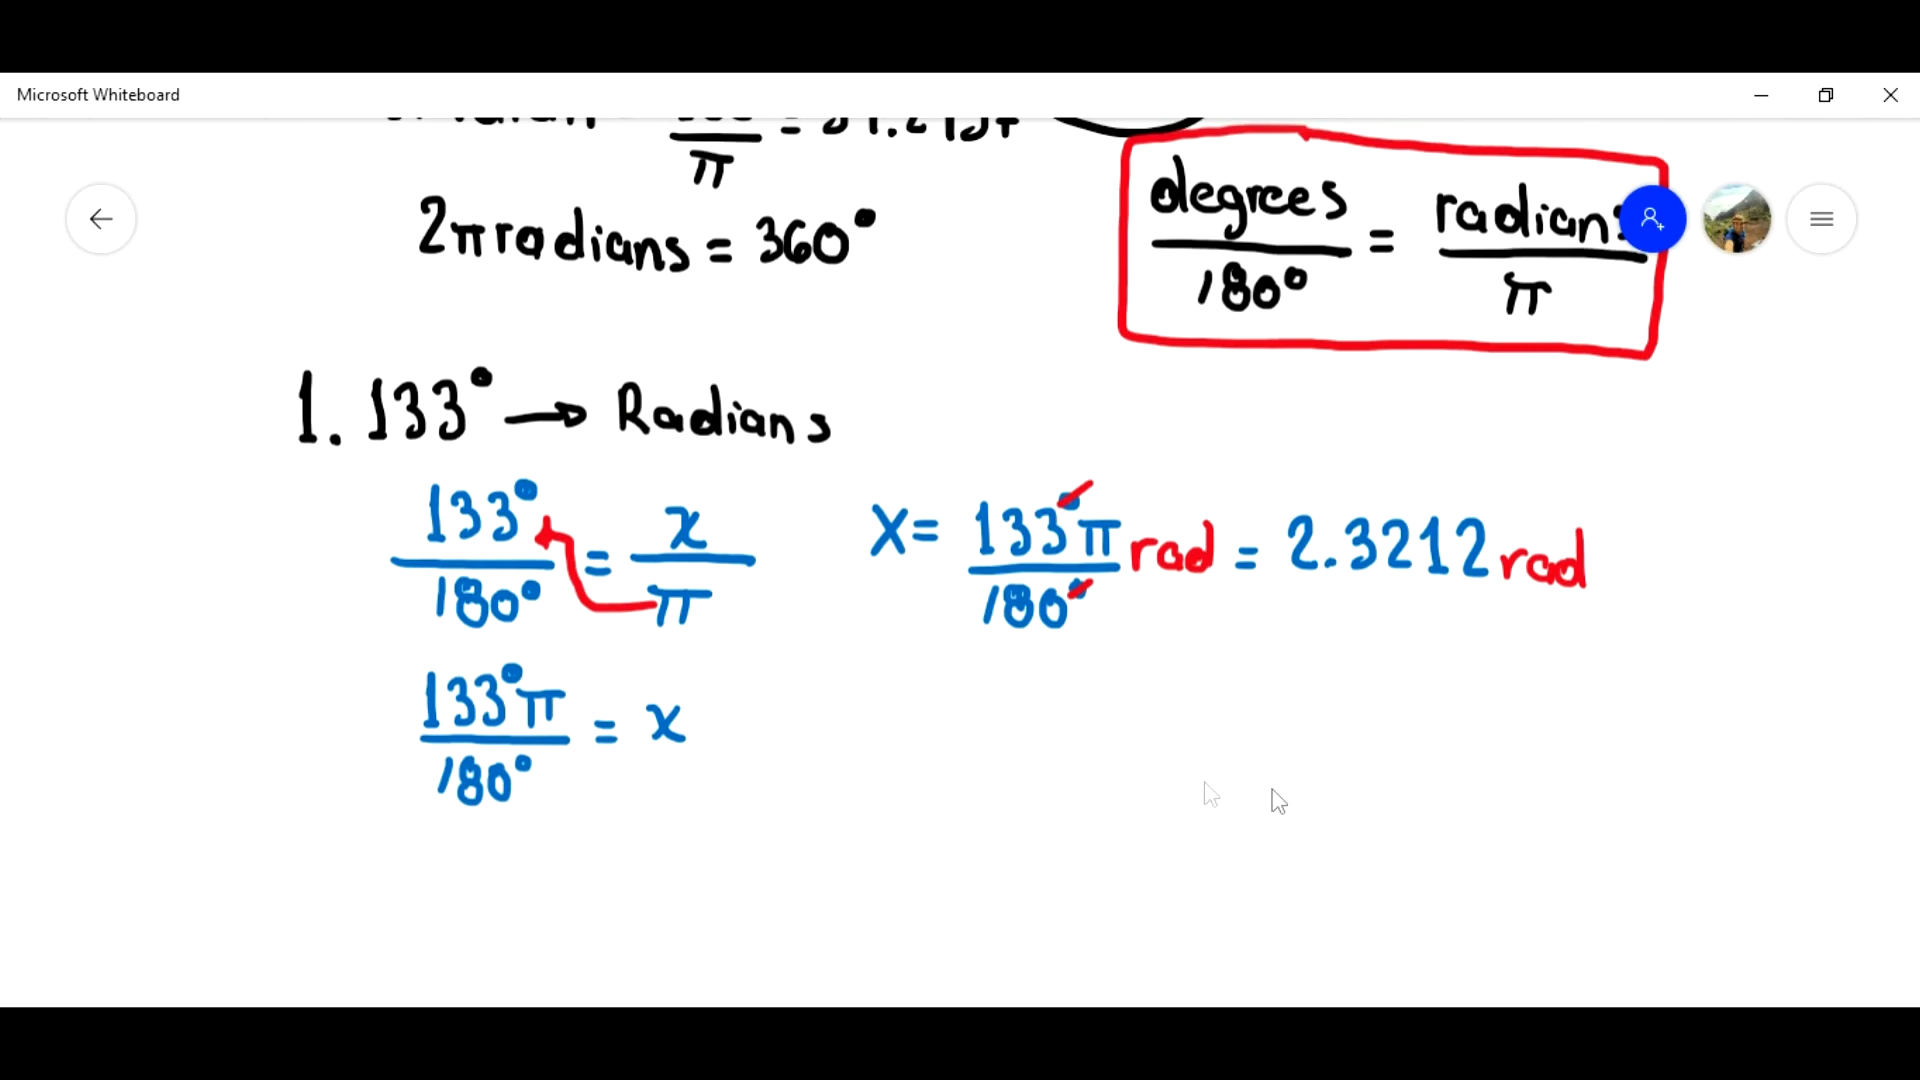 Microsoft Whiteboard
π
2π radians = 360°
degrees/180° = radians/π
1. 133° → Radians
133°/180° = x/π
x = 133°π/180° rad = 2.3212 rad
133°π/180° = x